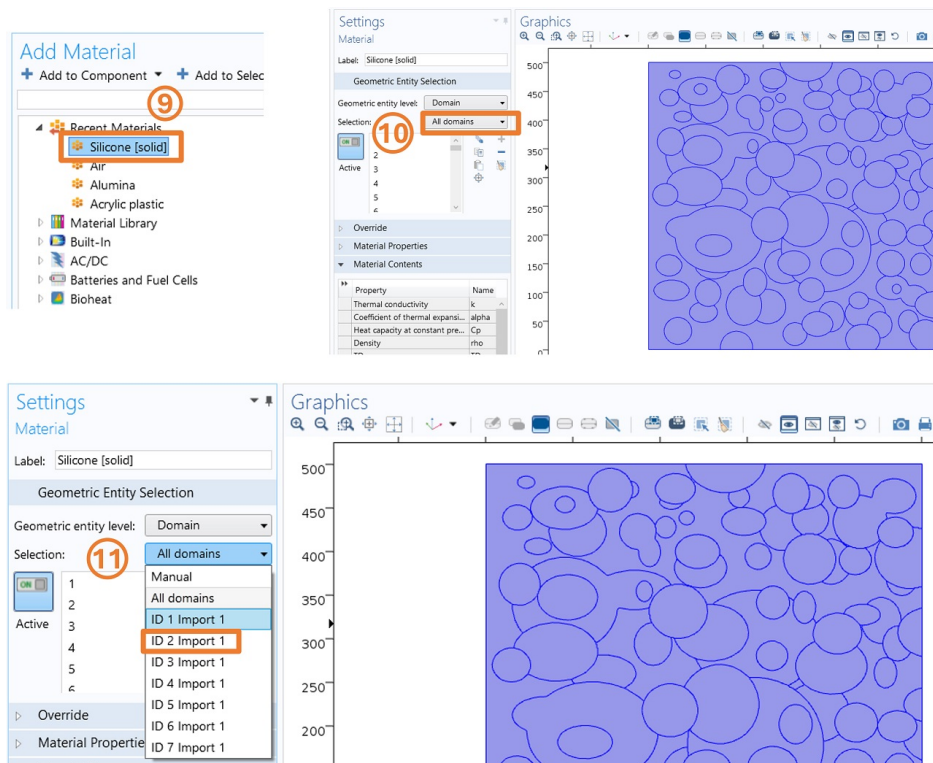 Add Material
+ Add to Component ▼ + Add to Selec
⑨
Recent Materials
Silicone [solid]
Air
Alumina
Acrylic plastic
Material Library
Built-In
AC/DC
Batteries and Fuel Cells
Bioheat
Settings
Material
Label: Silicone [solid]
Geometric Entity Selection
Geometric entity level: Domain
Selection: All domains
⑩
ON
Active
2
3
4
5
6
Override
Material Properties
Material Contents
Property Name
Thermal conductivity k
Coefficient of thermal expansi... alpha
Heat capacity at constant pre... Cp
Density rho
Graphics
500
450
400
350
300
250
200
150
100
50
0
Settings
Material
Label: Silicone [solid]
Geometric Entity Selection
Geometric entity level: Domain
Selection: All domains
⑪
ON
Active
1
2
3
4
5
6
Manual
All domains
ID 1 Import 1
ID 2 Import 1
ID 3 Import 1
ID 4 Import 1
ID 5 Import 1
ID 6 Import 1
ID 7 Import 1
Override
Material Propertie
Graphics
500
450
400
350
300
250
200